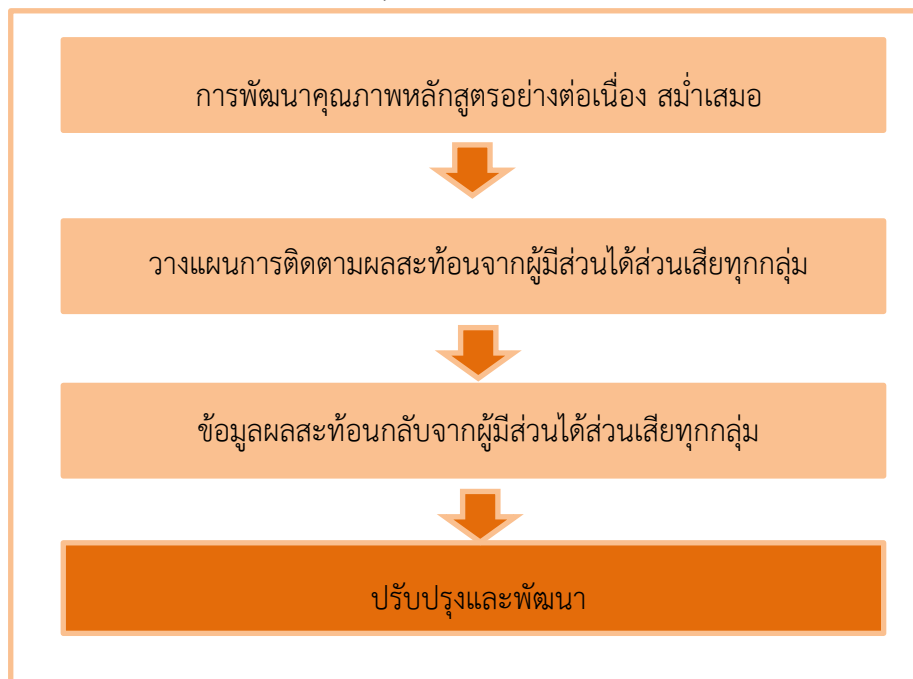 การพัฒนาคุณภาพหลักสูตรอย่างต่อเนื่อง สม่ำเสมอ
วางแผนการติดตามผลสะท้อนจากผู้มีส่วนได้ส่วนเสียทุกกลุ่ม
ข้อมูลผลสะท้อนกลับจากผู้มีส่วนได้ส่วนเสียทุกกลุ่ม
ปรับปรุงและพัฒนา